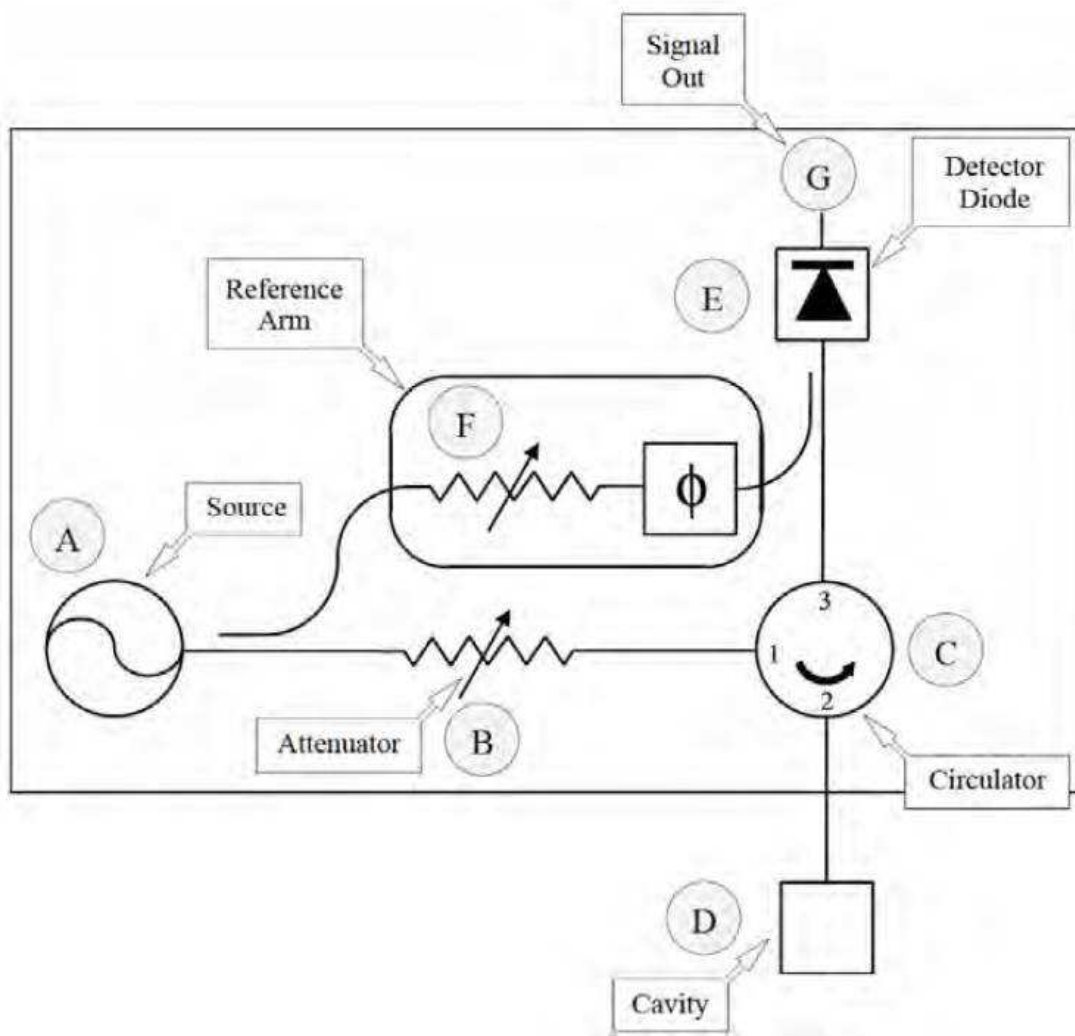 Signal
Out
G
Detector
Diode
E
Reference
Arm
F
ϕ
Source
A
3
1
2
C
Attenuator
B
Circulator
D
Cavity